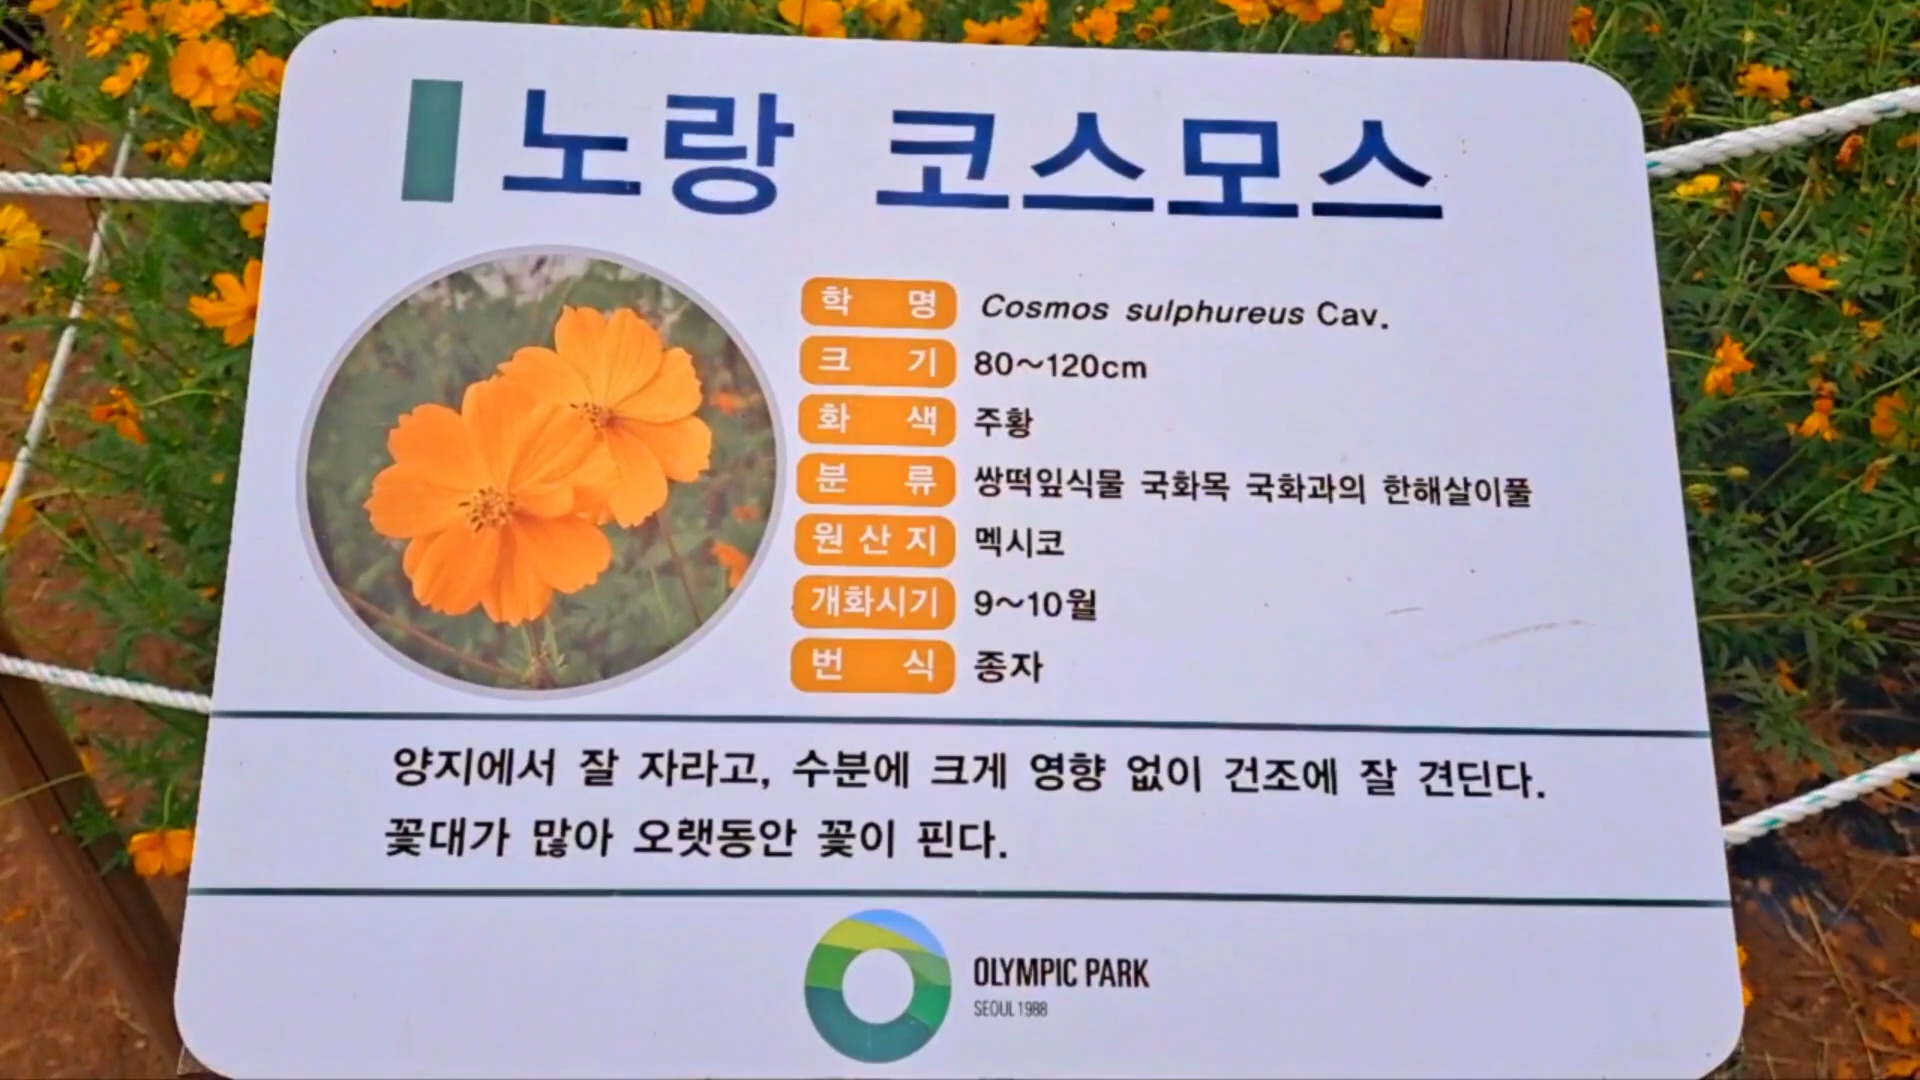 노랑 코스모스
학 명 Cosmos sulphureus Cav.
크 기 80~120cm
화 색 주황
분 류 쌍떡잎식물 국화목 국화과의 한해살이풀
원 산 지 멕시코
개화시기 9~10월
번 식 종자
양지에서 잘 자라고, 수분에 크게 영향 없이 건조에 잘 견딘다.
꽃대가 많아 오랫동안 꽃이 핀다.
OLYMPIC PARK
SEOUL 1988